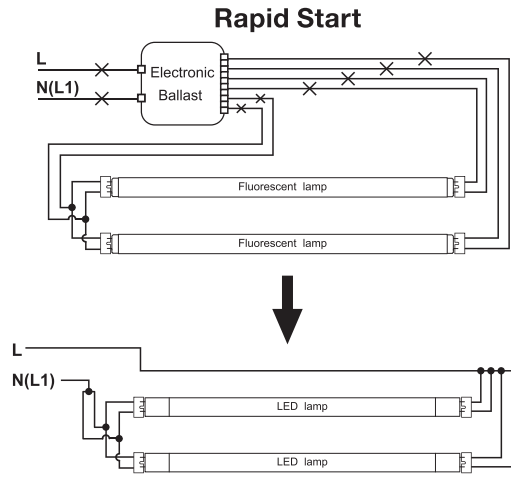 Rapid Start
L
N(L1)
Electronic
Ballast
Fluorescent lamp
Fluorescent lamp
L
N(L1)
LED lamp
LED lamp